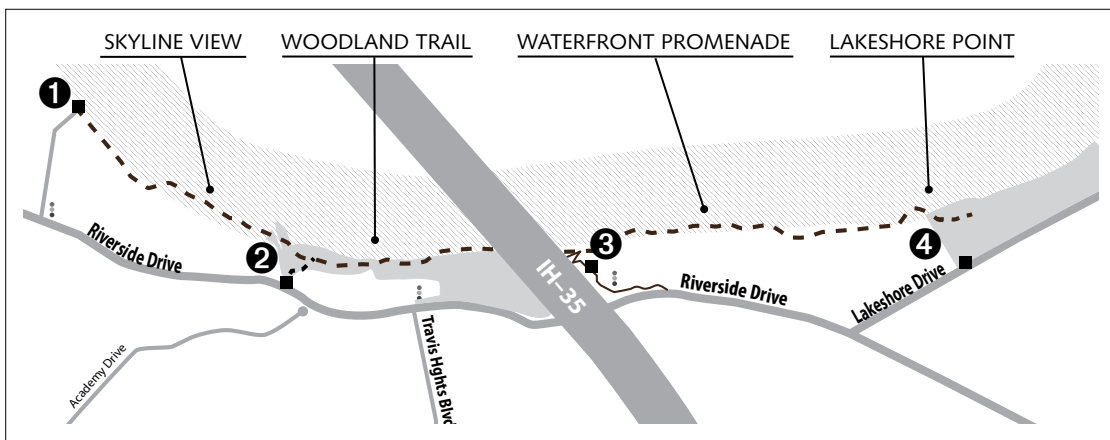 SKYLINE VIEW
WOODLAND TRAIL
WATERFRONT PROMENADE
LAKESHORE POINT
1
2
3
4
Riverside Drive
IH–35
Riverside Drive
Lakeshore Drive
Academy Drive
Travis Hghts Blvd